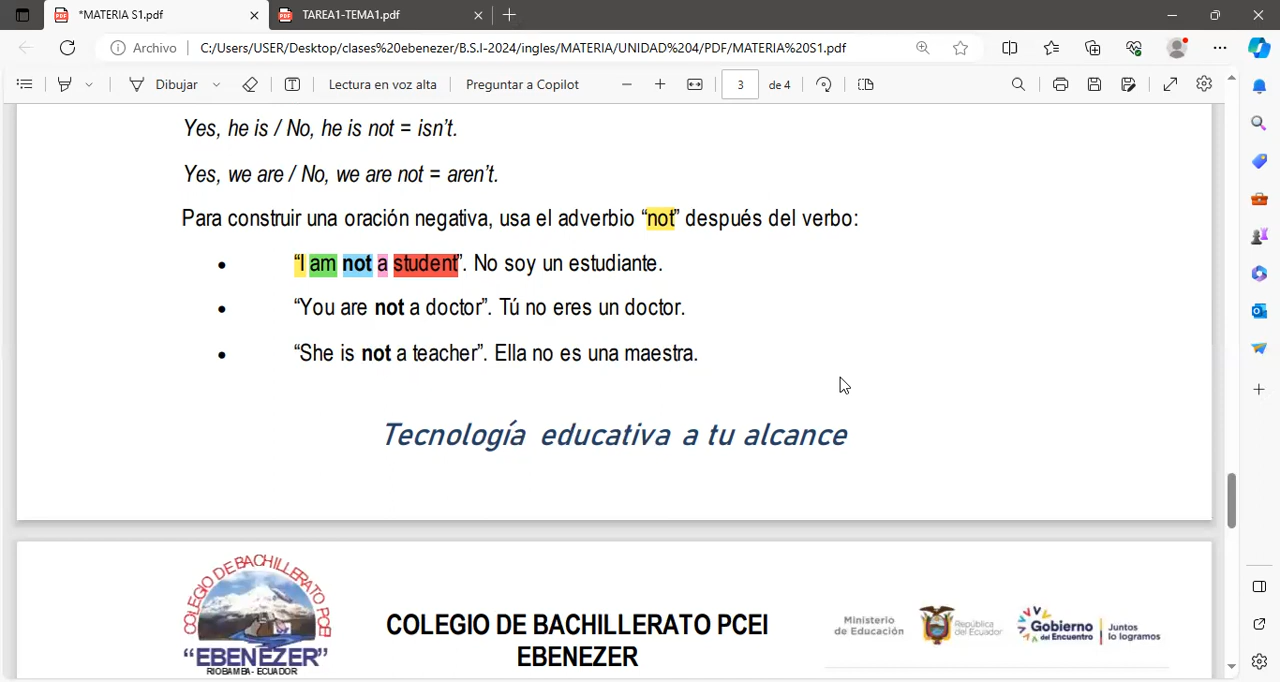 *MATERIA S1.pdf
TAREA1-TEMA1.pdf
Archivo
C:/Users/USER/Desktop/clases%20ebenezer/B.S.I-2024/ingles/MATERIA/UNIDAD%204/PDF/MATERIA%20S1.pdf
Dibujar
Lectura en voz alta
Preguntar a Copilot
3
de 4
Yes, he is / No, he is not = isn’t.
Yes, we are / No, we are not = aren’t.
Para construir una oración negativa, usa el adverbio “not” después del verbo:
• “I am not a student”. No soy un estudiante.
• “You are not a doctor”. Tú no eres un doctor.
• “She is not a teacher”. Ella no es una maestra.
Tecnología educativa a tu alcance
COLEGIO DE BACHILLERATO PCEI
“EBENEZER”
RIOBAMBA - ECUADOR
COLEGIO DE BACHILLERATO PCEI
EBENEZER
Ministerio
de Educación
República
del Ecuador
Gobierno
del Encuentro
Juntos
lo logramos